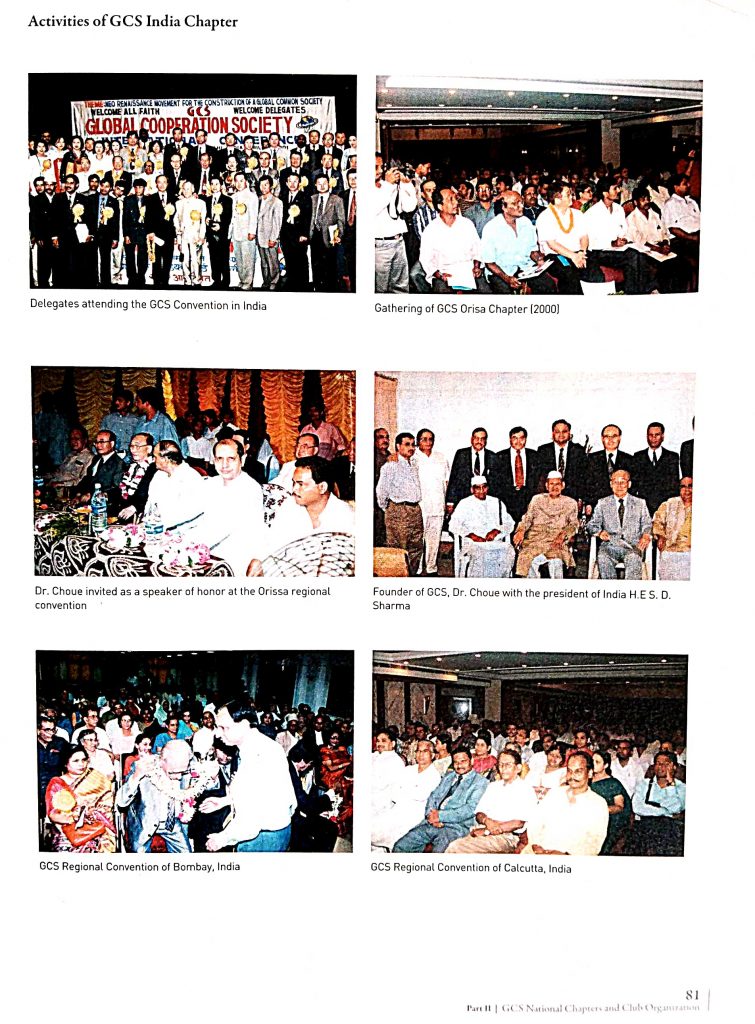 Activities of GCS India Chapter
THEME:NEO RENAISSANCE MOVEMENT FOR THE CONSTRUCTION OF A GLOBAL COMMON SOCIETY
WELCOME ALL FAITH GCS WELCOME DELEGATES
GLOBAL COOPERATION SOCIETY
Delegates attending the GCS Convention in India
Gathering of GCS Orisa Chapter (2000)
Dr. Choue invited as a speaker of honor at the Orissa regional
convention
Founder of GCS, Dr. Choue with the president of India H.E S. D.
Sharma
GCS Regional Convention of Bombay, India
GCS Regional Convention of Calcutta, India
81
Part II | GCS National Chapters and Club Organization